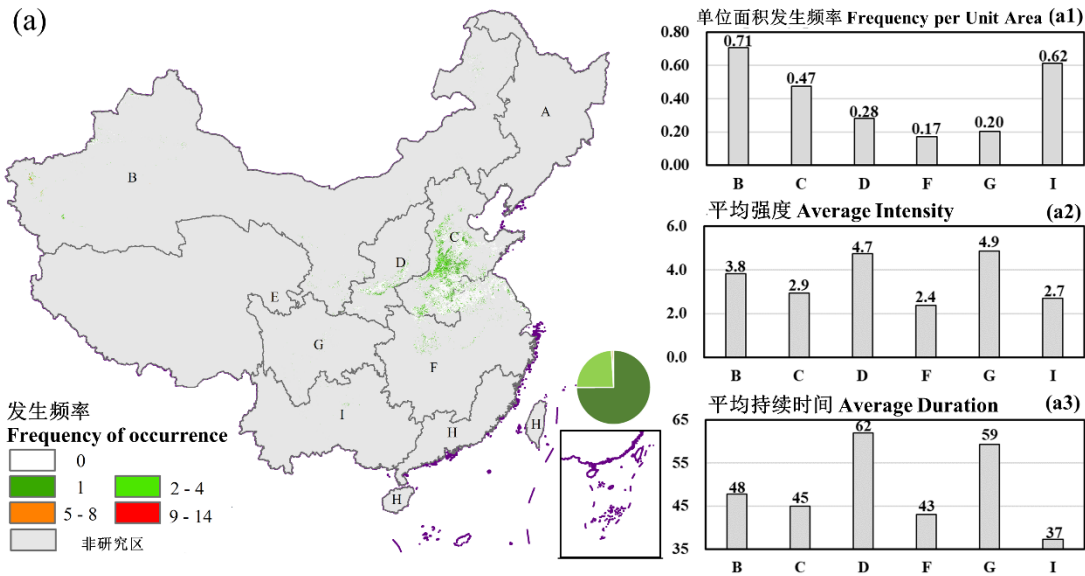 (a)
A
B
C
D
E
G
F
I
H
H
H
发生频率
Frequency of occurrence
0
1
2 - 4
5 - 8
9 - 14
非研究区
单位面积发生频率 Frequency per Unit Area (a1)
0.80
0.60
0.40
0.20
0.00
0.71
0.47
0.28
0.17
0.20
0.62
B C D F G I
平均强度 Average Intensity (a2)
6.0
4.0
2.0
0.0
3.8
2.9
4.7
2.4
4.9
2.7
B C D F G I
平均持续时间 Average Duration (a3)
65
55
45
35
48
45
62
43
59
37
B C D F G I